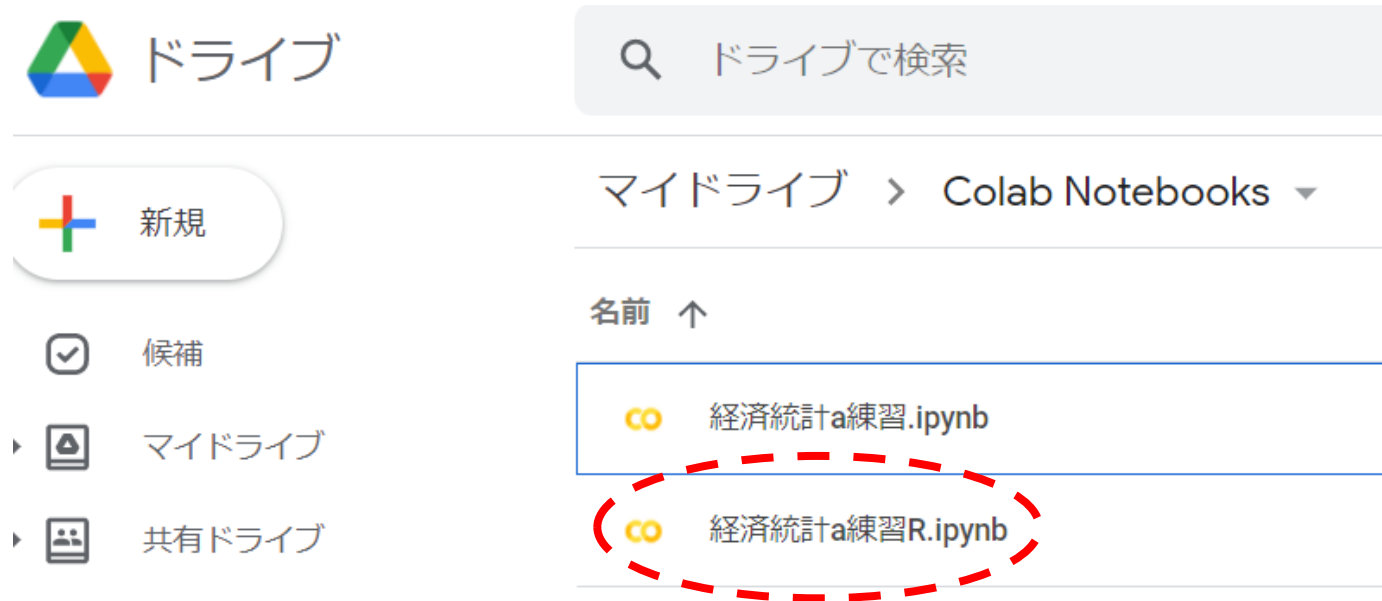 ドライブ
ドライブで検索
新規
マイドライブ > Colab Notebooks
名前
候補
マイドライブ
共有ドライブ
経済統計a練習.ipynb
経済統計a練習R.ipynb